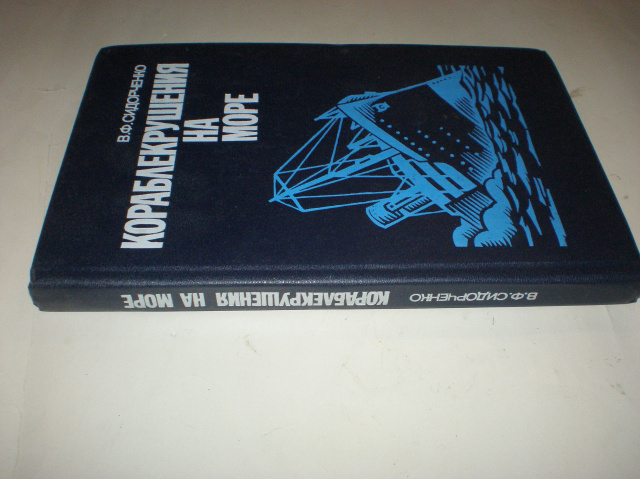 В.Ф. СИДОРЧЕНКО
КОРАБЛЕКРУШЕНИЯ
НА
МОРЕ
В.Ф. СИДОРЧЕНКО КОРАБЛЕКРУШЕНИЯ НА МОРЕ